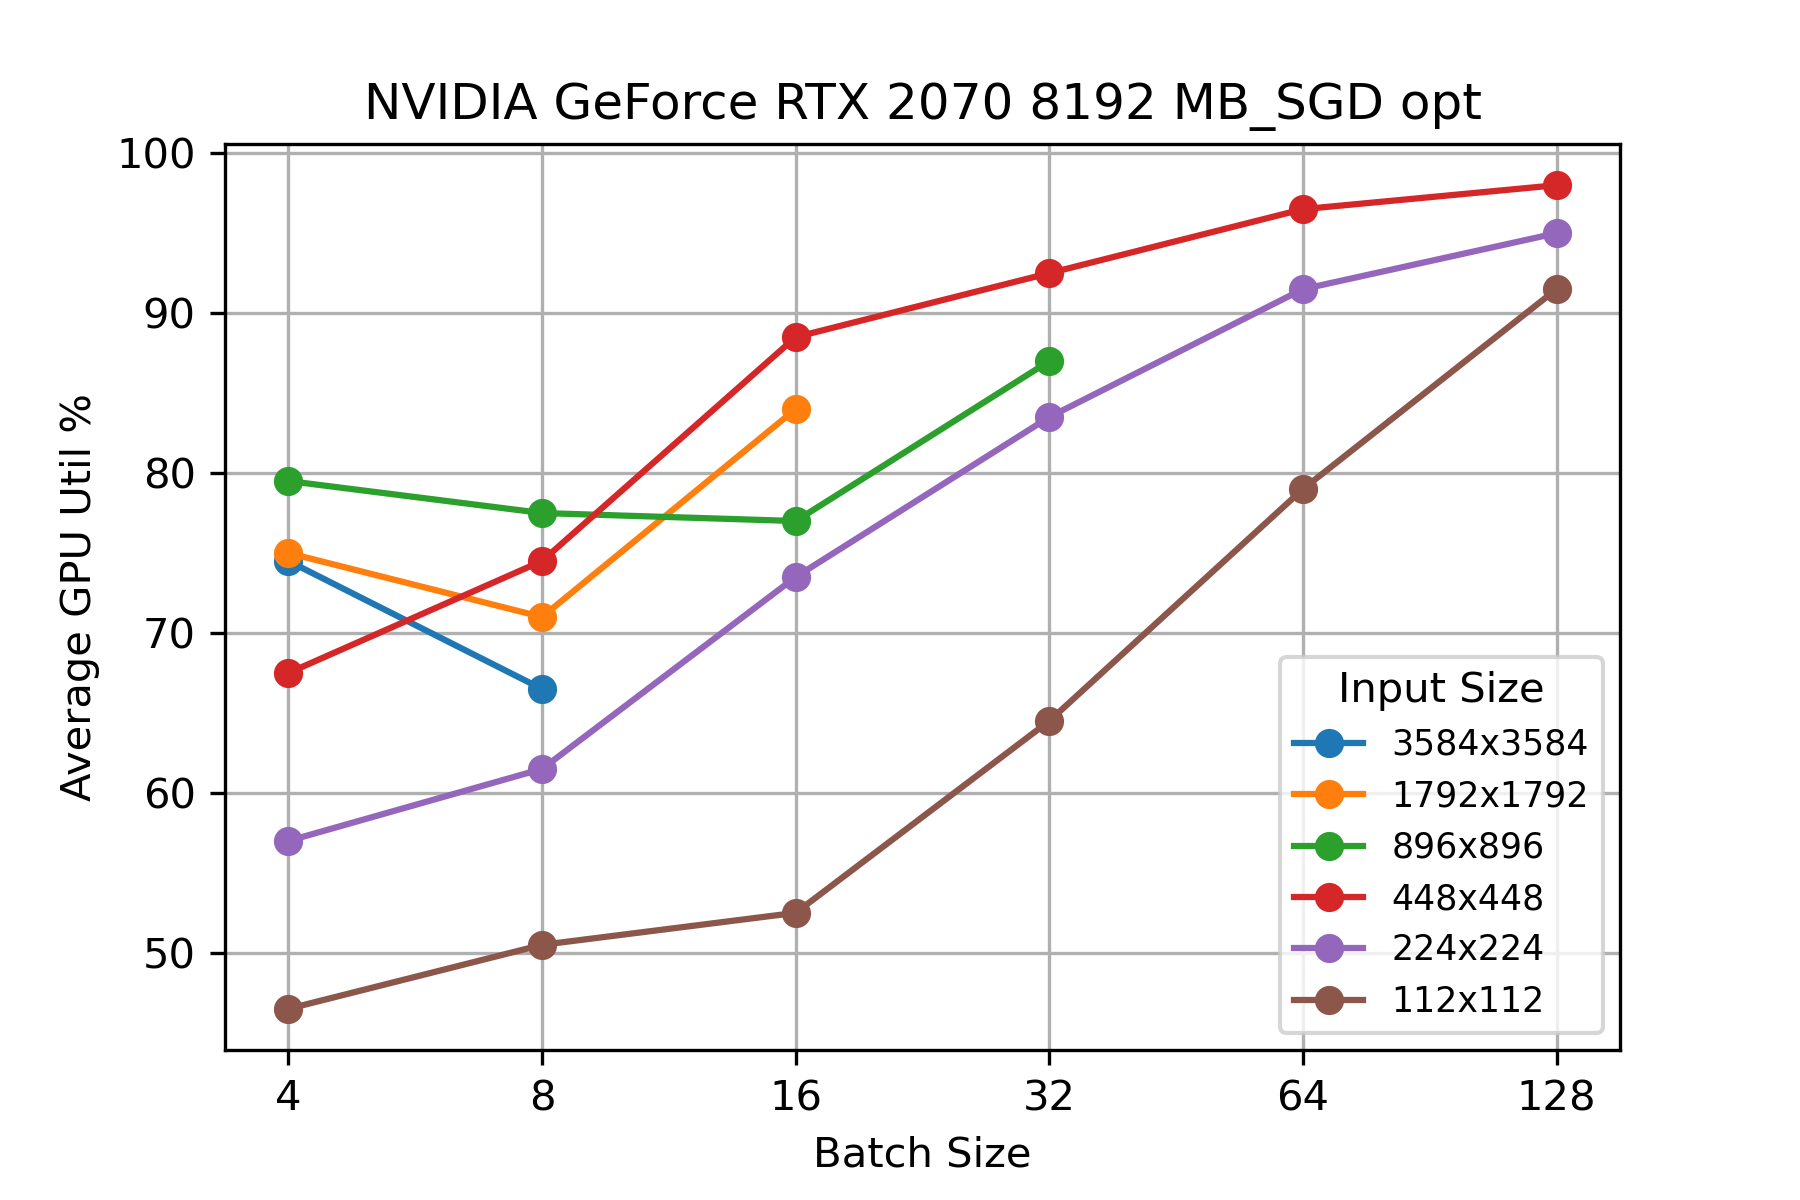 NVIDIA GeForce RTX 2070 8192 MB_SGD opt
100
90
80
70
60
50
Average GPU Util %
4
8
16
32
64
128
Batch Size
Input Size
3584x3584
1792x1792
896x896
448x448
224x224
112x112